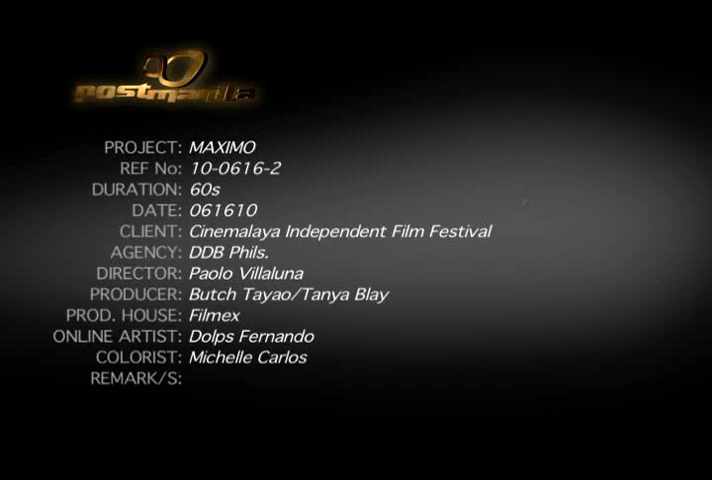 postmanila
PROJECT: MAXIMO
REF No: 10-0616-2
DURATION: 60s
DATE: 061610
CLIENT: Cinemalaya Independent Film Festival
AGENCY: DDB Phils.
DIRECTOR: Paolo Villaluna
PRODUCER: Butch Tayao/Tanya Blay
PROD. HOUSE: Filmex
ONLINE ARTIST: Dolps Fernando
COLORIST: Michelle Carlos
REMARK/S: